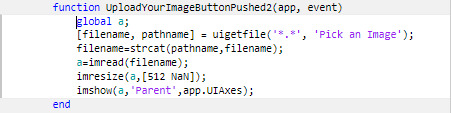 function UploadYourImageButtonPushed2(app, event)
global a;
[filename, pathname] = uigetfile('*.*', 'Pick an Image');
filename=strcat(pathname,filename);
a=imread(filename);
imresize(a,[512 NaN]);
imshow(a,'Parent',app.UIAxes);
end